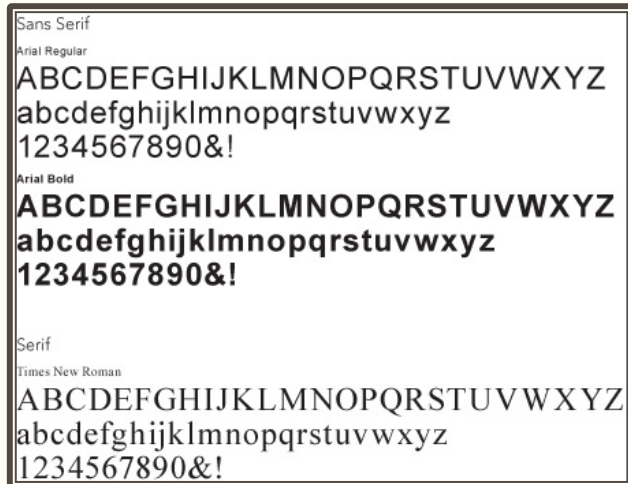 Sans Serif
Arial Regular
ABCDEFGHIJKLMNOPQRSTUVWXYZ
abcdefghijklmnopqrstuvwxyz
1234567890&!
Arial Bold
ABCDEFGHIJKLMNOPQRSTUVWXYZ
abcdefghijklmnopqrstuvwxyz
1234567890&!
Serif
Times New Roman
ABCDEFGHIJKLMNOPQRSTUVWXYZ
abcdefghijklmnopqrstuvwxyz
1234567890&!